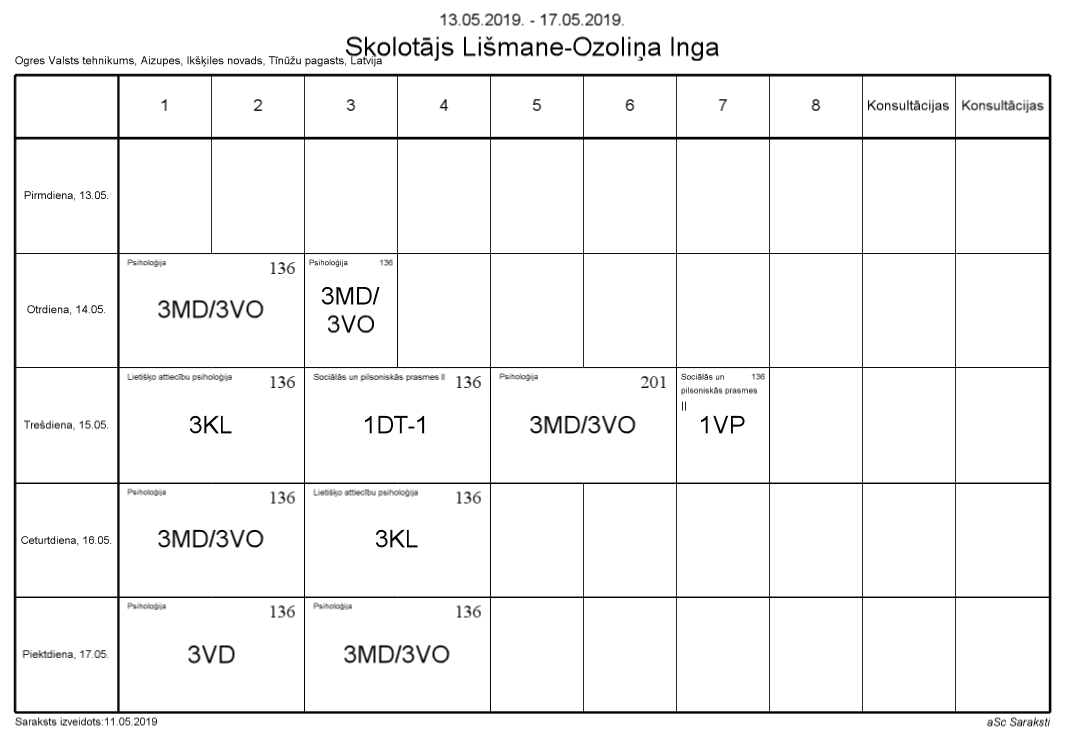 13.05.2019. - 17.05.2019.
Skolotājs Lišmane-Ozoliņa Inga
Ogres Valsts tehnikums, Aizupes, Ikšķiles novads, Tīnūžu pagasts, Latvija
1 2 3 4 5 6 7 8 Konsultācijas Konsultācijas
Pirmdiena, 13.05.
Otrdiena, 14.05.
Psiholoģija 136
3MD/3VO
Psiholoģija 136
3MD/
3VO
Trešdiena, 15.05.
Lietišķo attiecību psiholoģija 136
3KL
Sociālās un pilsoniskās prasmes II 136
1DT-1
Psiholoģija 201
3MD/3VO
Sociālās un 136
pilsoniskās prasmes
II
1VP
Ceturtdiena, 16.05.
Psiholoģija 136
3MD/3VO
Lietišķo attiecību psiholoģija 136
3KL
Piektdiena, 17.05.
Psiholoģija 136
3VD
Psiholoģija 136
3MD/3VO
Saraksts izveidots:11.05.2019
aSc Saraksti